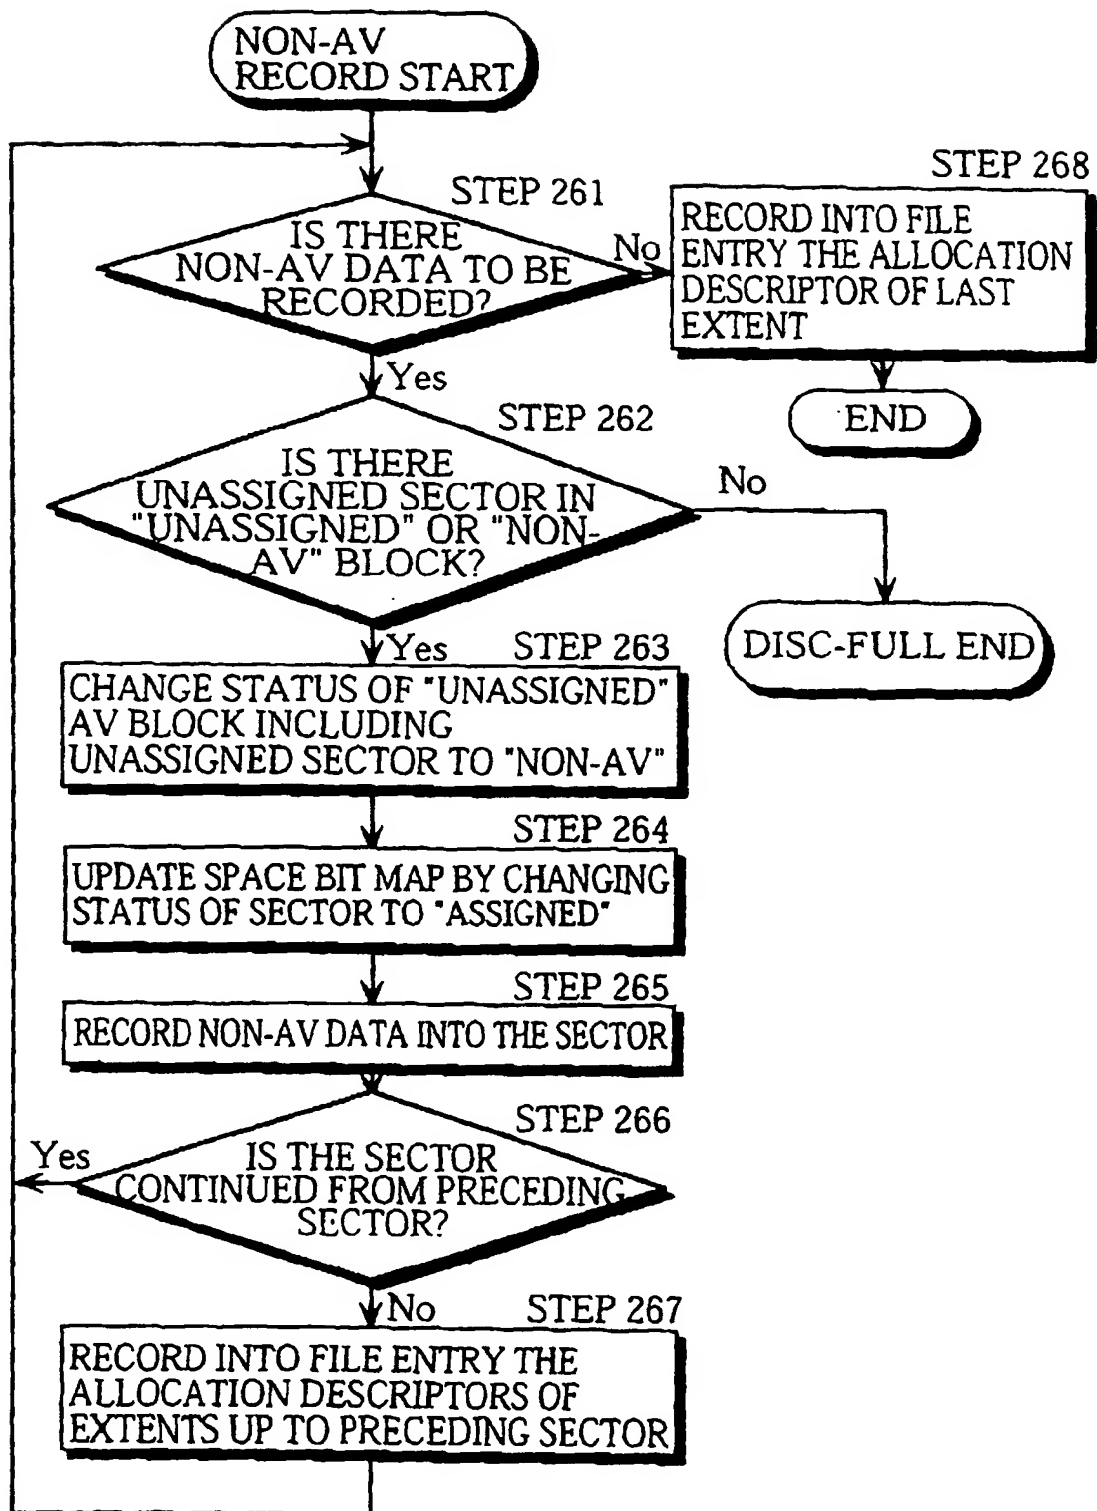 NON-AV
RECORD START
STEP 261
IS THERE
NON-AV DATA TO BE
RECORDED?
No
STEP 268
RECORD INTO FILE
ENTRY THE ALLOCATION
DESCRIPTOR OF LAST
EXTENT
END
Yes
STEP 262
IS THERE
UNASSIGNED SECTOR IN
"UNASSIGNED" OR "NON-
AV" BLOCK?
No
DISC-FULL END
Yes
STEP 263
CHANGE STATUS OF "UNASSIGNED"
AV BLOCK INCLUDING
UNASSIGNED SECTOR TO "NON-AV"
STEP 264
UPDATE SPACE BIT MAP BY CHANGING
STATUS OF SECTOR TO "ASSIGNED"
STEP 265
RECORD NON-AV DATA INTO THE SECTOR
STEP 266
IS THE SECTOR
CONTINUED FROM PRECEDING
SECTOR?
Yes
No
STEP 267
RECORD INTO FILE ENTRY THE
ALLOCATION DESCRIPTORS OF
EXTENTS UP TO PRECEDING SECTOR